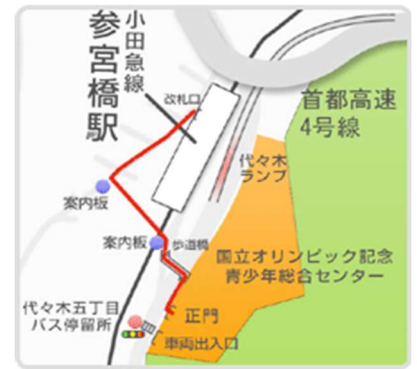 参宮橋駅
小田急線
改札口
首都高速
4号線
代々木
ランプ
案内板
案内板
歩道橋
国立オリンピック記念
青少年総合センター
代々木五丁目
バス停留所
正門
車両出入口